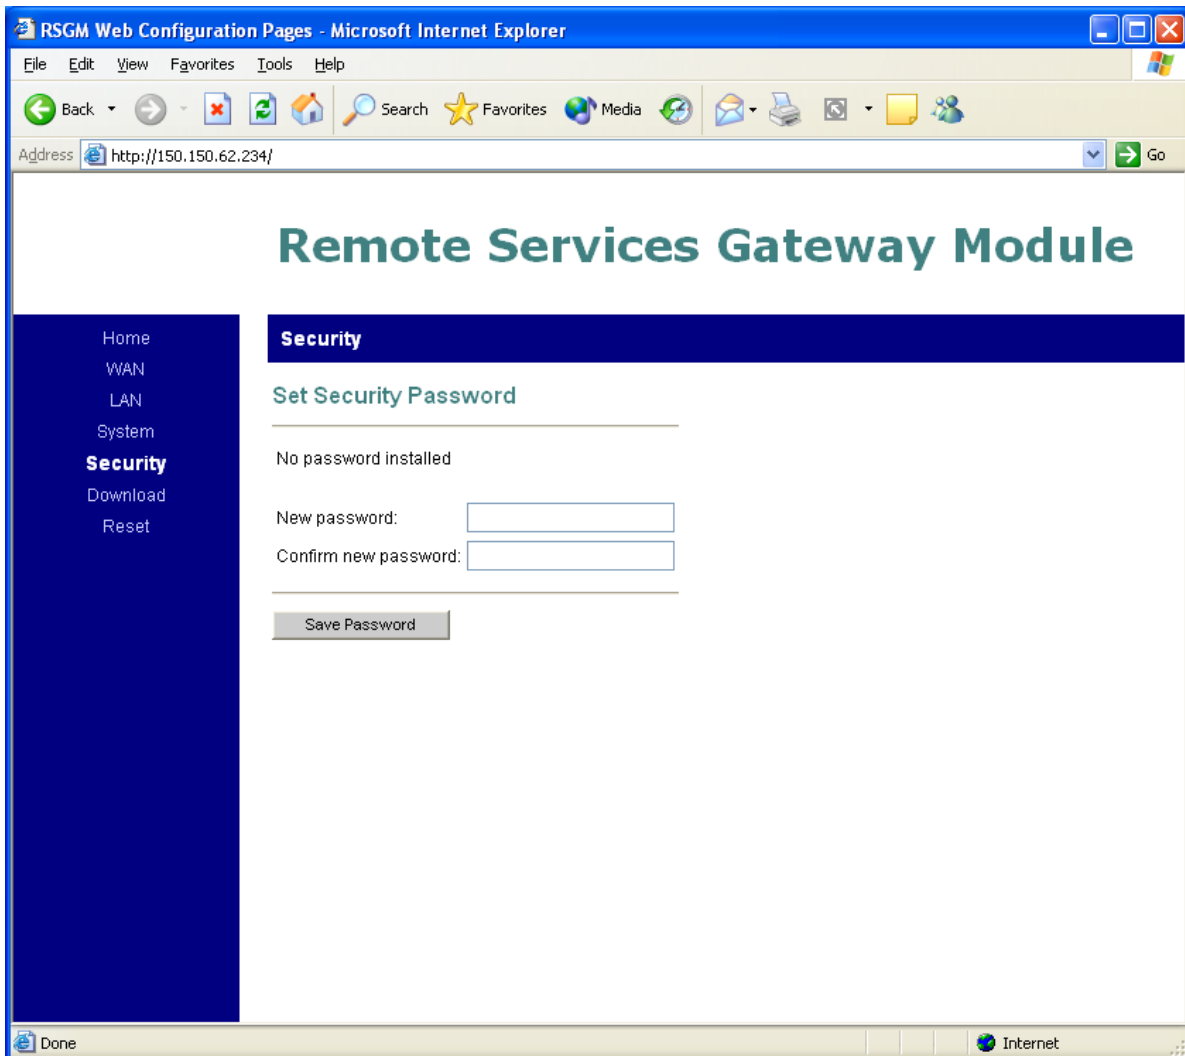 RSGM Web Configuration Pages - Microsoft Internet Explorer
File Edit View Favorites Tools Help
Back Search Favorites Media
Address http://150.150.62.234/ Go
Remote Services Gateway Module
Home
WAN
LAN
System
Security
Download
Reset
Security
Set Security Password
No password installed
New password:
Confirm new password:
Save Password
Done Internet